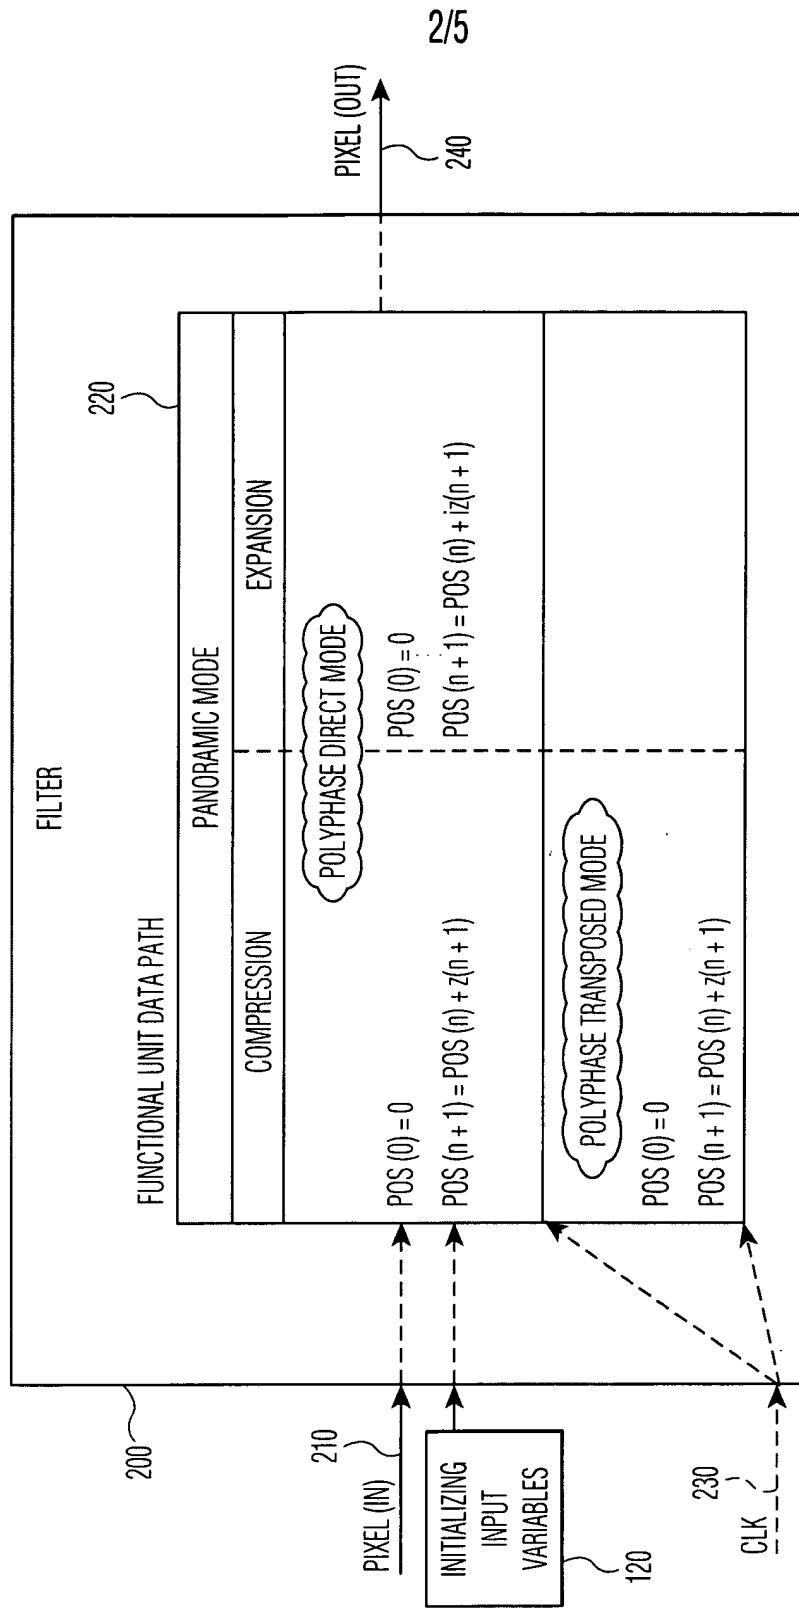 2/5
FILTER
200
FUNCTIONAL UNIT DATA PATH
220
PANORAMIC MODE
COMPRESSION
EXPANSION
POLYPHASE DIRECT MODE
POS (0) = 0
POS (n + 1) = POS (n) + z(n + 1)
POS (0) = 0
POS (n + 1) = POS (n) + iz(n + 1)
POLYPHASE TRANSPOSED MODE
POS (0) = 0
POS (n + 1) = POS (n) + z(n + 1)
PIXEL (IN)
210
INITIALIZING
INPUT
VARIABLES
120
CLK
230
PIXEL (OUT)
240